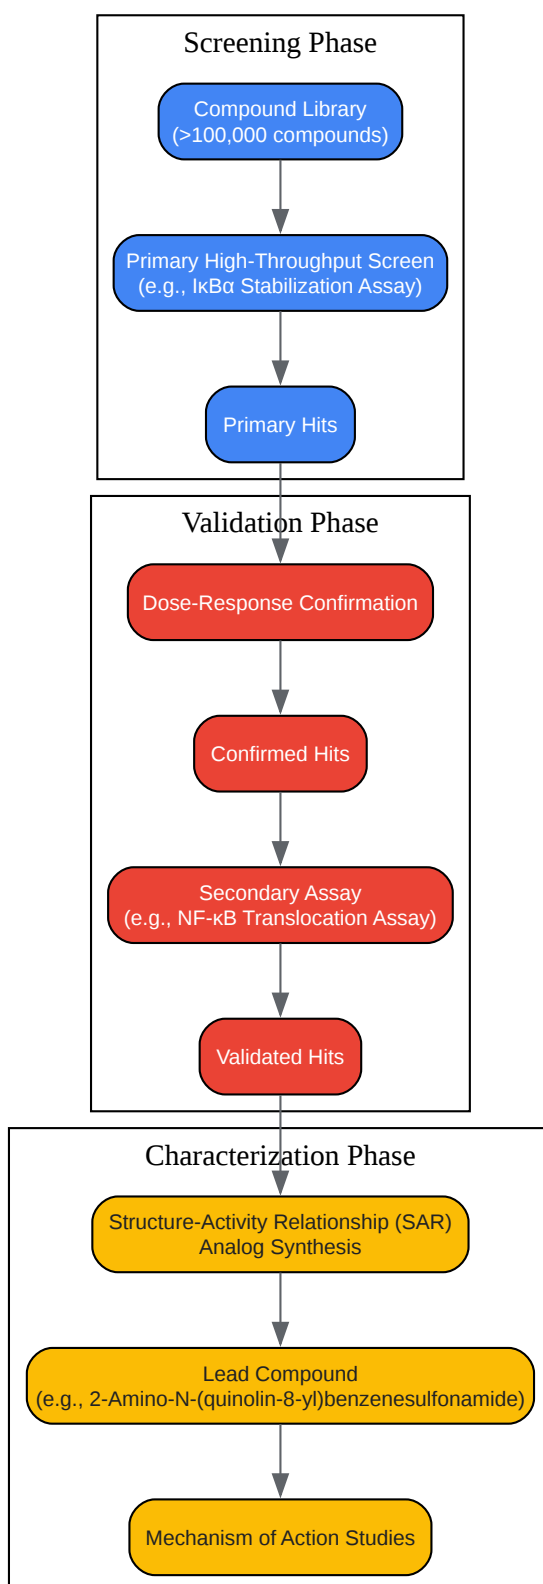 Screening Phase
Compound Library
(>100,000 compounds)
Primary High-Throughput Screen
(e.g., IκBα Stabilization Assay)
Primary Hits
Validation Phase
Dose-Response Confirmation
Confirmed Hits
Secondary Assay
(e.g., NF-κB Translocation Assay)
Validated Hits
Characterization Phase
Structure-Activity Relationship (SAR)
Analog Synthesis
Lead Compound
(e.g., 2-Amino-N-(quinolin-8-yl)benzenesulfonamide)
Mechanism of Action Studies